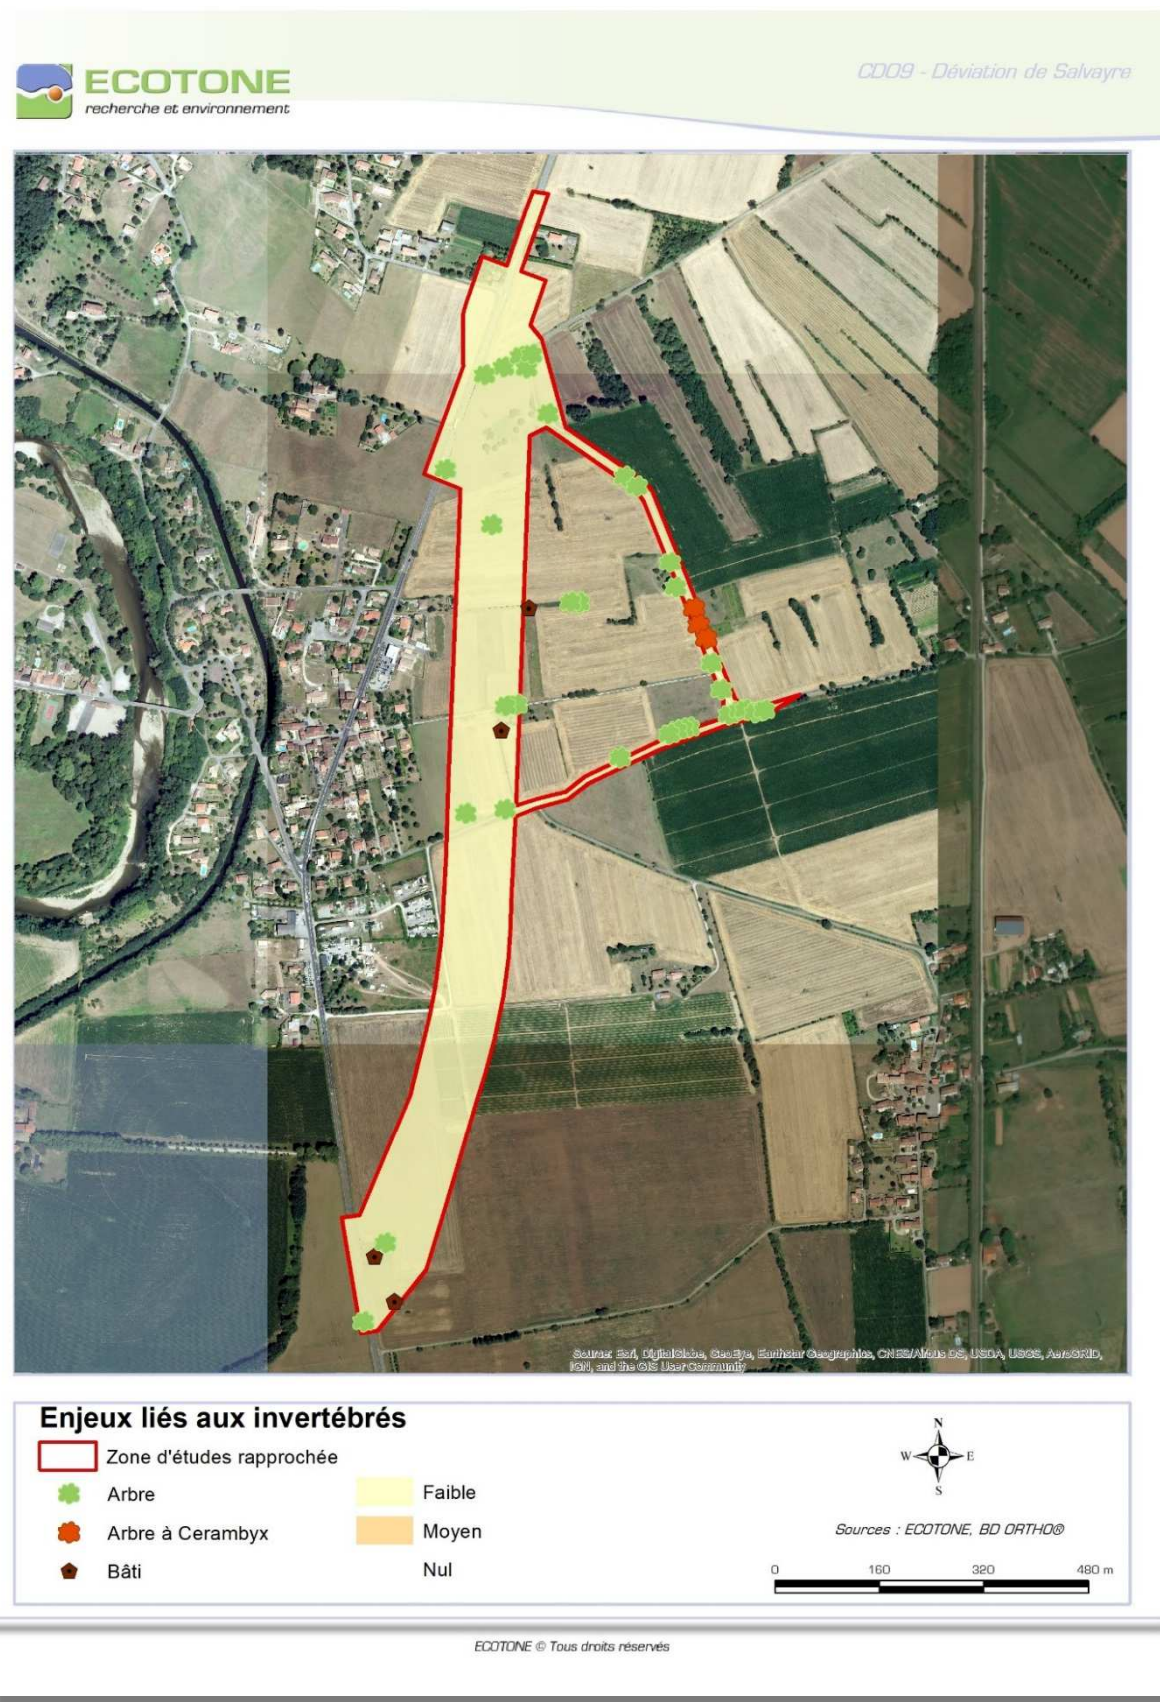 ECOTONE
recherche et environnement
CD09 - Déviation de Salvayre
Source: Esri, DigitalGlobe, GeoEye, Earthstar Geographics, CNES/Airbus DS, USDA, USGS, AeroGRID,
IGN, and the GIS User Community
Enjeux liés aux invertébrés
Zone d'études rapprochée
Arbre
Arbre à Cerambyx
Bâti
Faible
Moyen
Nul
N
W E
S
Sources : ECOTONE, BD ORTHO®
0 160 320 480 m
ECOTONE © Tous droits réservés